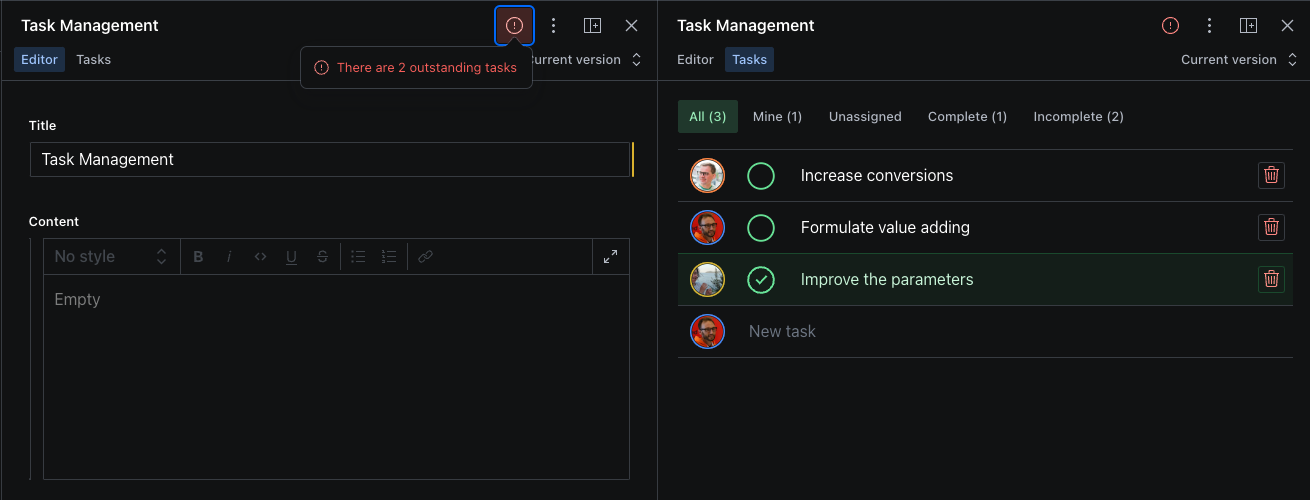 Task Management
Editor
Tasks
There are 2 outstanding tasks
urrent version
Title
Task Management
Content
No style
B
i
U
S
Empty
Task Management
Editor
Tasks
Current version
All (3)
Mine (1)
Unassigned
Complete (1)
Incomplete (2)
Increase conversions
Formulate value adding
Improve the parameters
New task